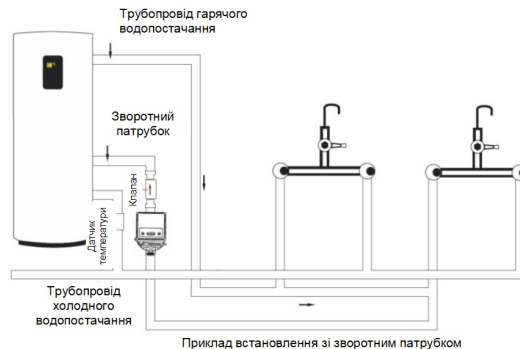 Трубопровід гарячого
водопостачання
Зворотний
патрубок
Клапан
Датчик
температури
Трубопровід
холодного
водопостачання
Приклад встановлення зі зворотним патрубком